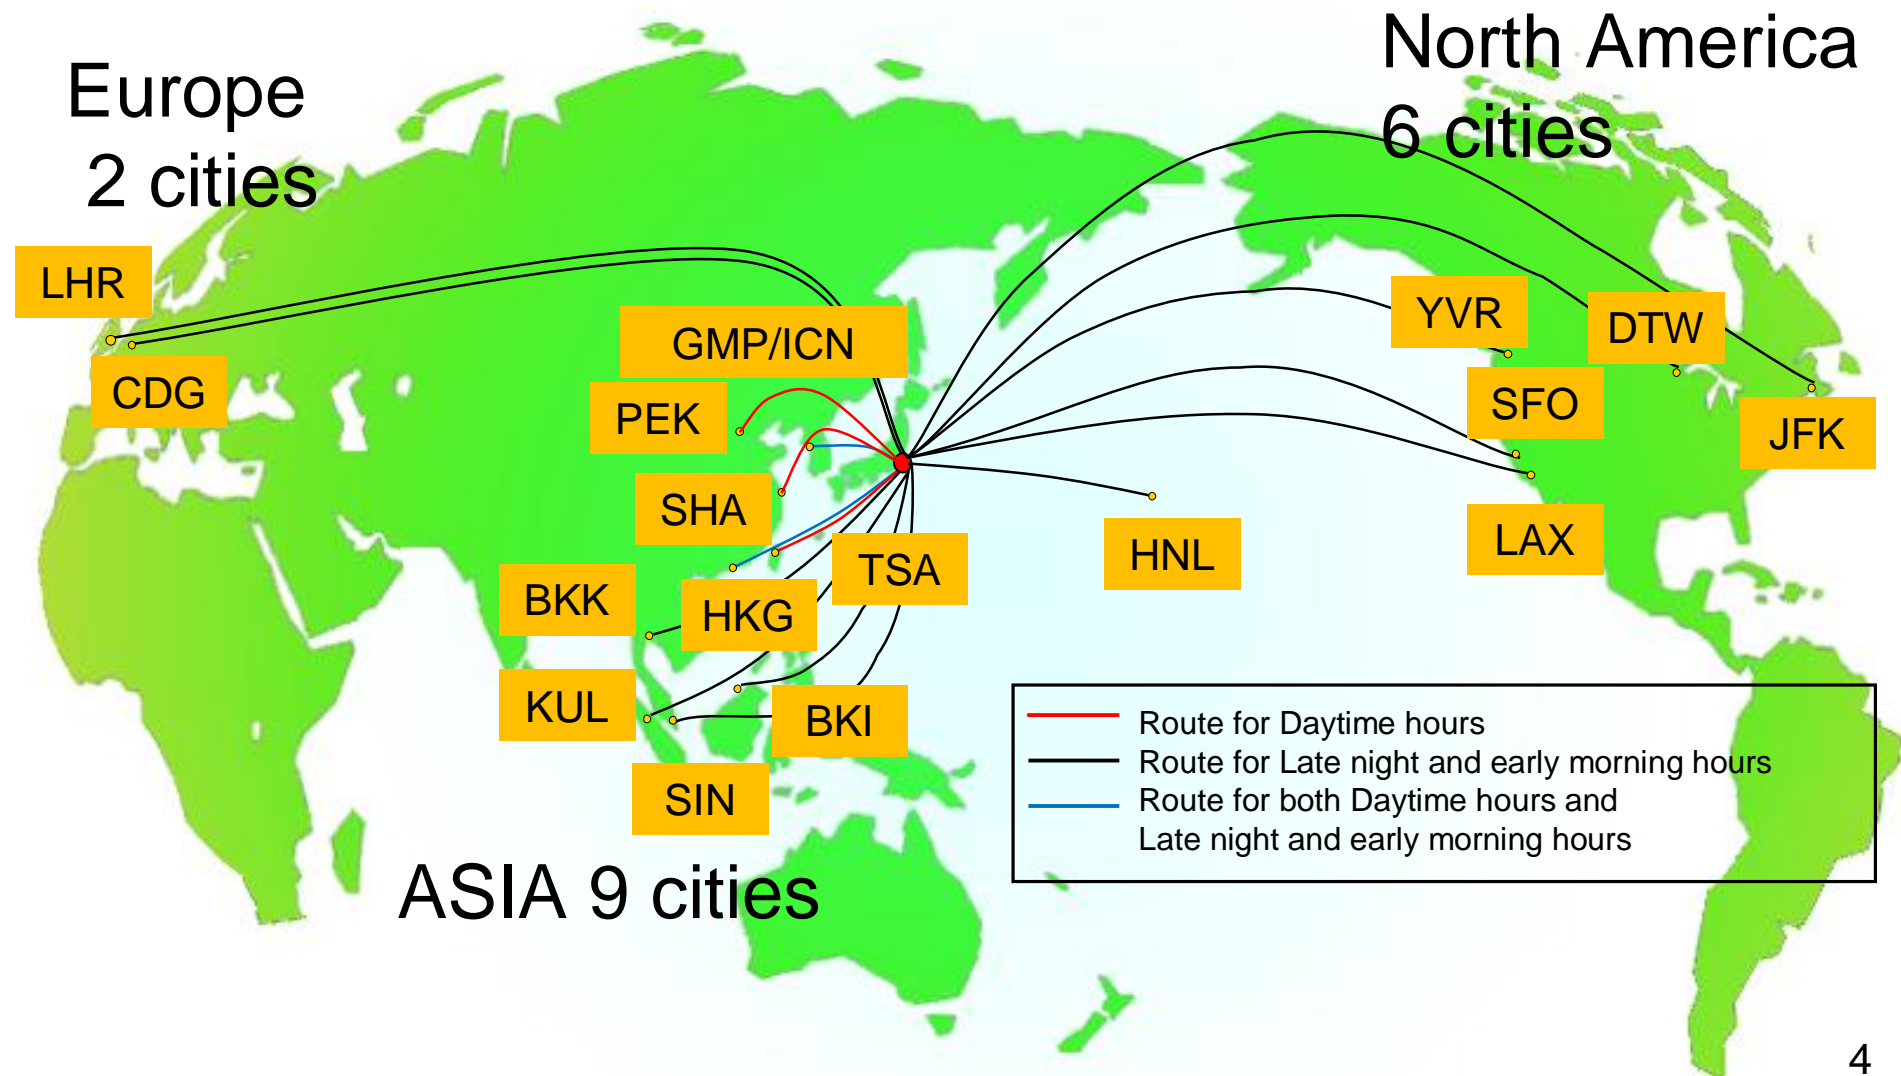 North America
6 cities
Europe
2 cities
LHR
CDG
GMP/ICN
PEK
SHA
TSA
BKK
HKG
KUL
BKI
SIN
HNL
YVR
DTW
SFO
JFK
LAX
Route for Daytime hours
Route for Late night and early morning hours
Route for both Daytime hours and
Late night and early morning hours
ASIA 9 cities
4